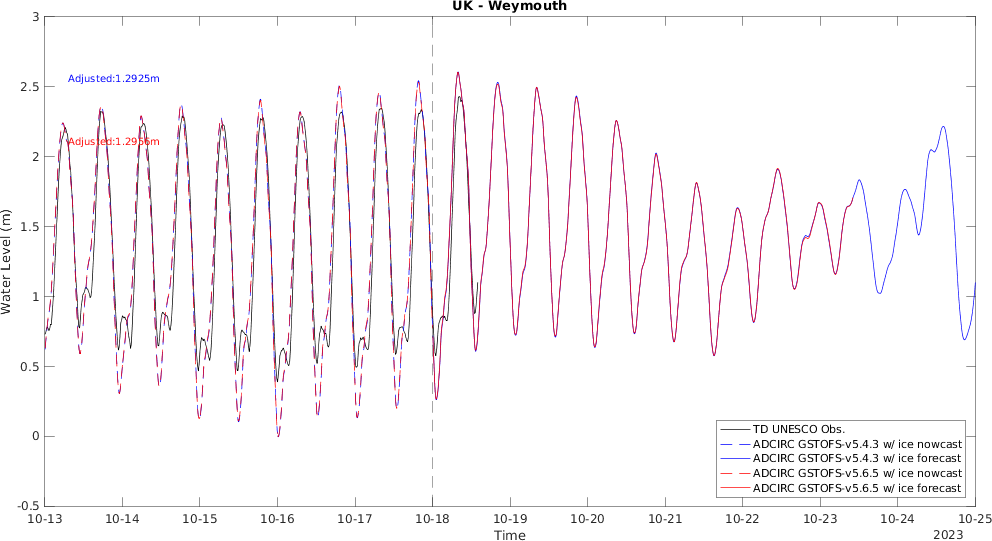 UK - Weymouth
3
2.5
2
1.5
1
0.5
0
-0.5
Water Level (m)
Adjusted:1.2925m
Adjusted:1.2956m
TD UNESCO Obs.
ADCIRC GSTOFS-v5.4.3 w/ ice nowcast
ADCIRC GSTOFS-v5.4.3 w/ ice forecast
ADCIRC GSTOFS-v5.6.5 w/ ice nowcast
ADCIRC GSTOFS-v5.6.5 w/ ice forecast
10-13 10-14 10-15 10-16 10-17 10-18 10-19 10-20 10-21 10-22 10-23 10-24 10-25
Time
2023